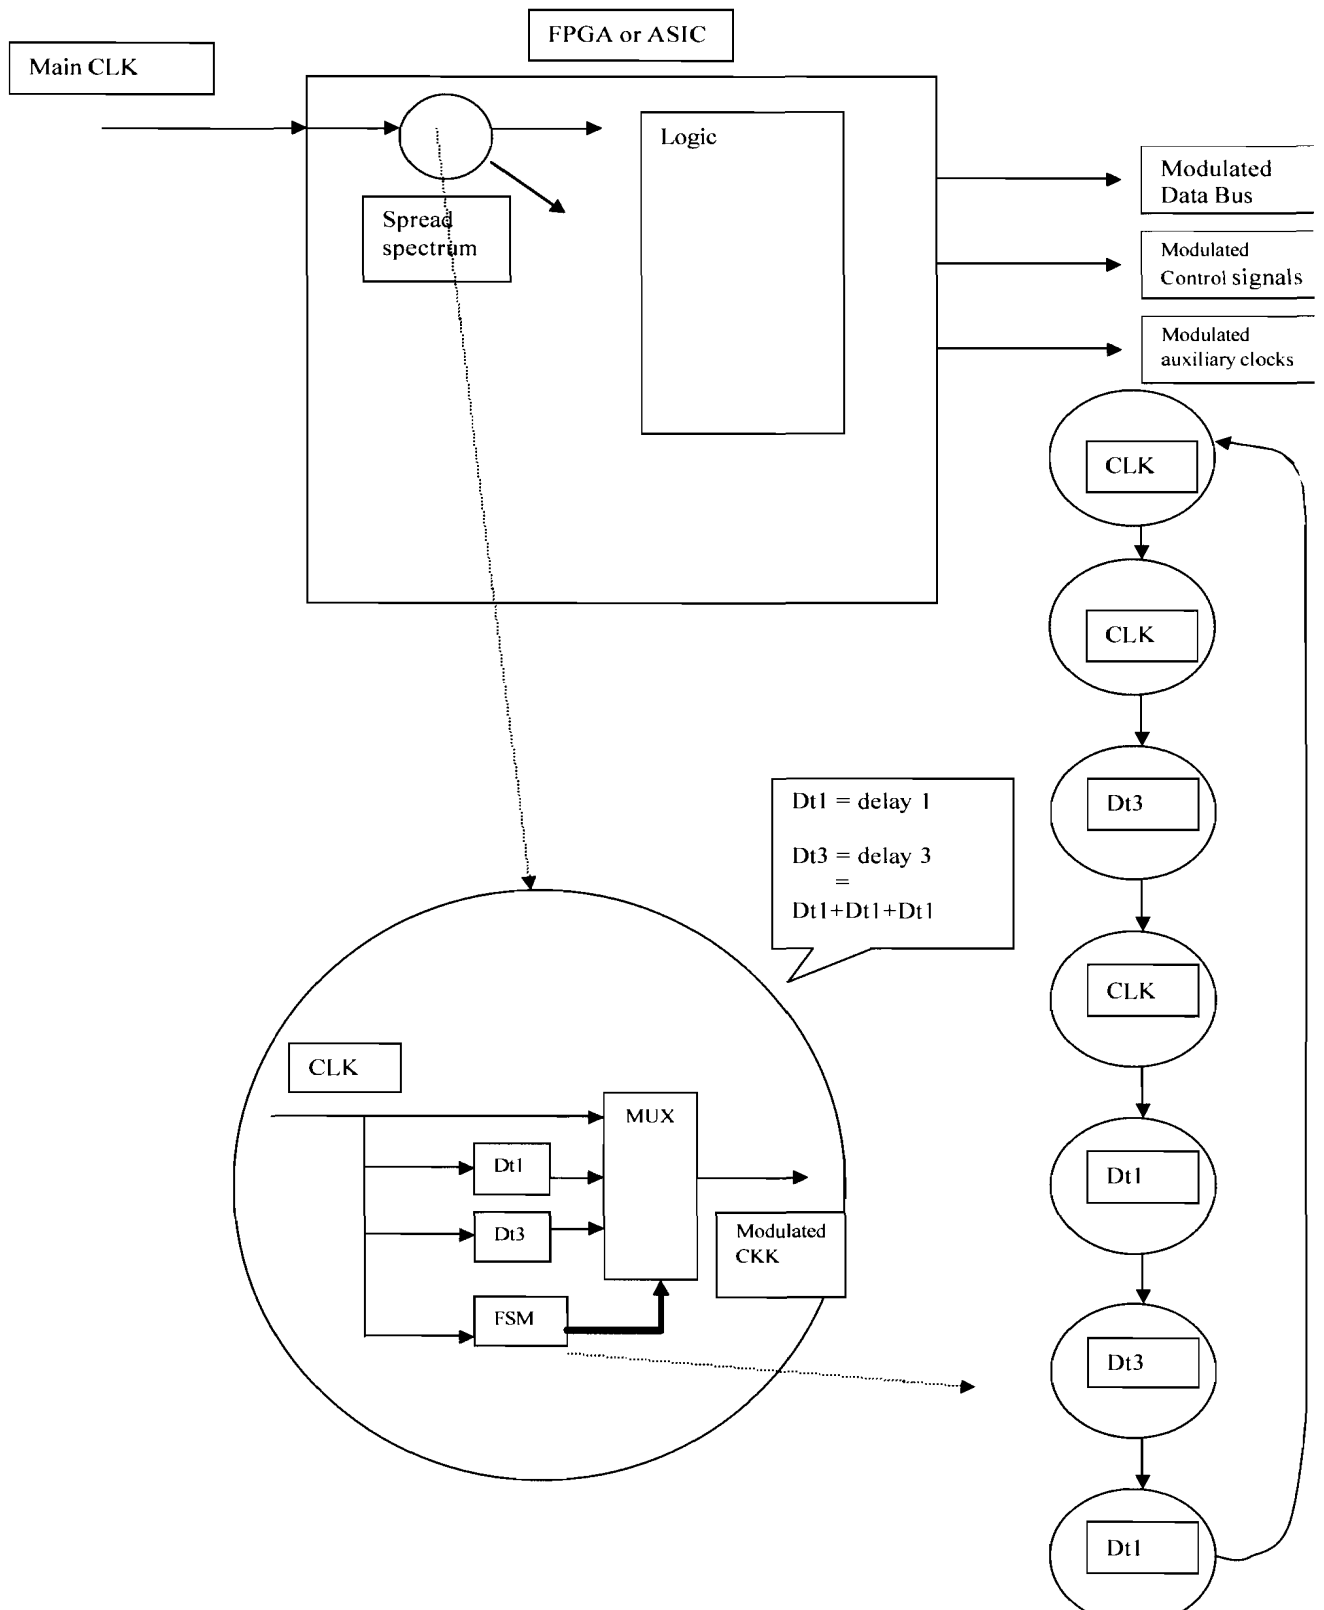 FPGA or ASIC
Main CLK
Logic
Spread
spectrum
Modulated
Data Bus
Modulated
Control signals
Modulated
auxiliary clocks
CLK
CLK
Dt3
CLK
Dt1
Dt3
Dt1
Dt1 = delay 1
Dt3 = delay 3
=
Dt1+Dt1+Dt1
CLK
MUX
Dt1
Dt3
FSM
Modulated
CKK